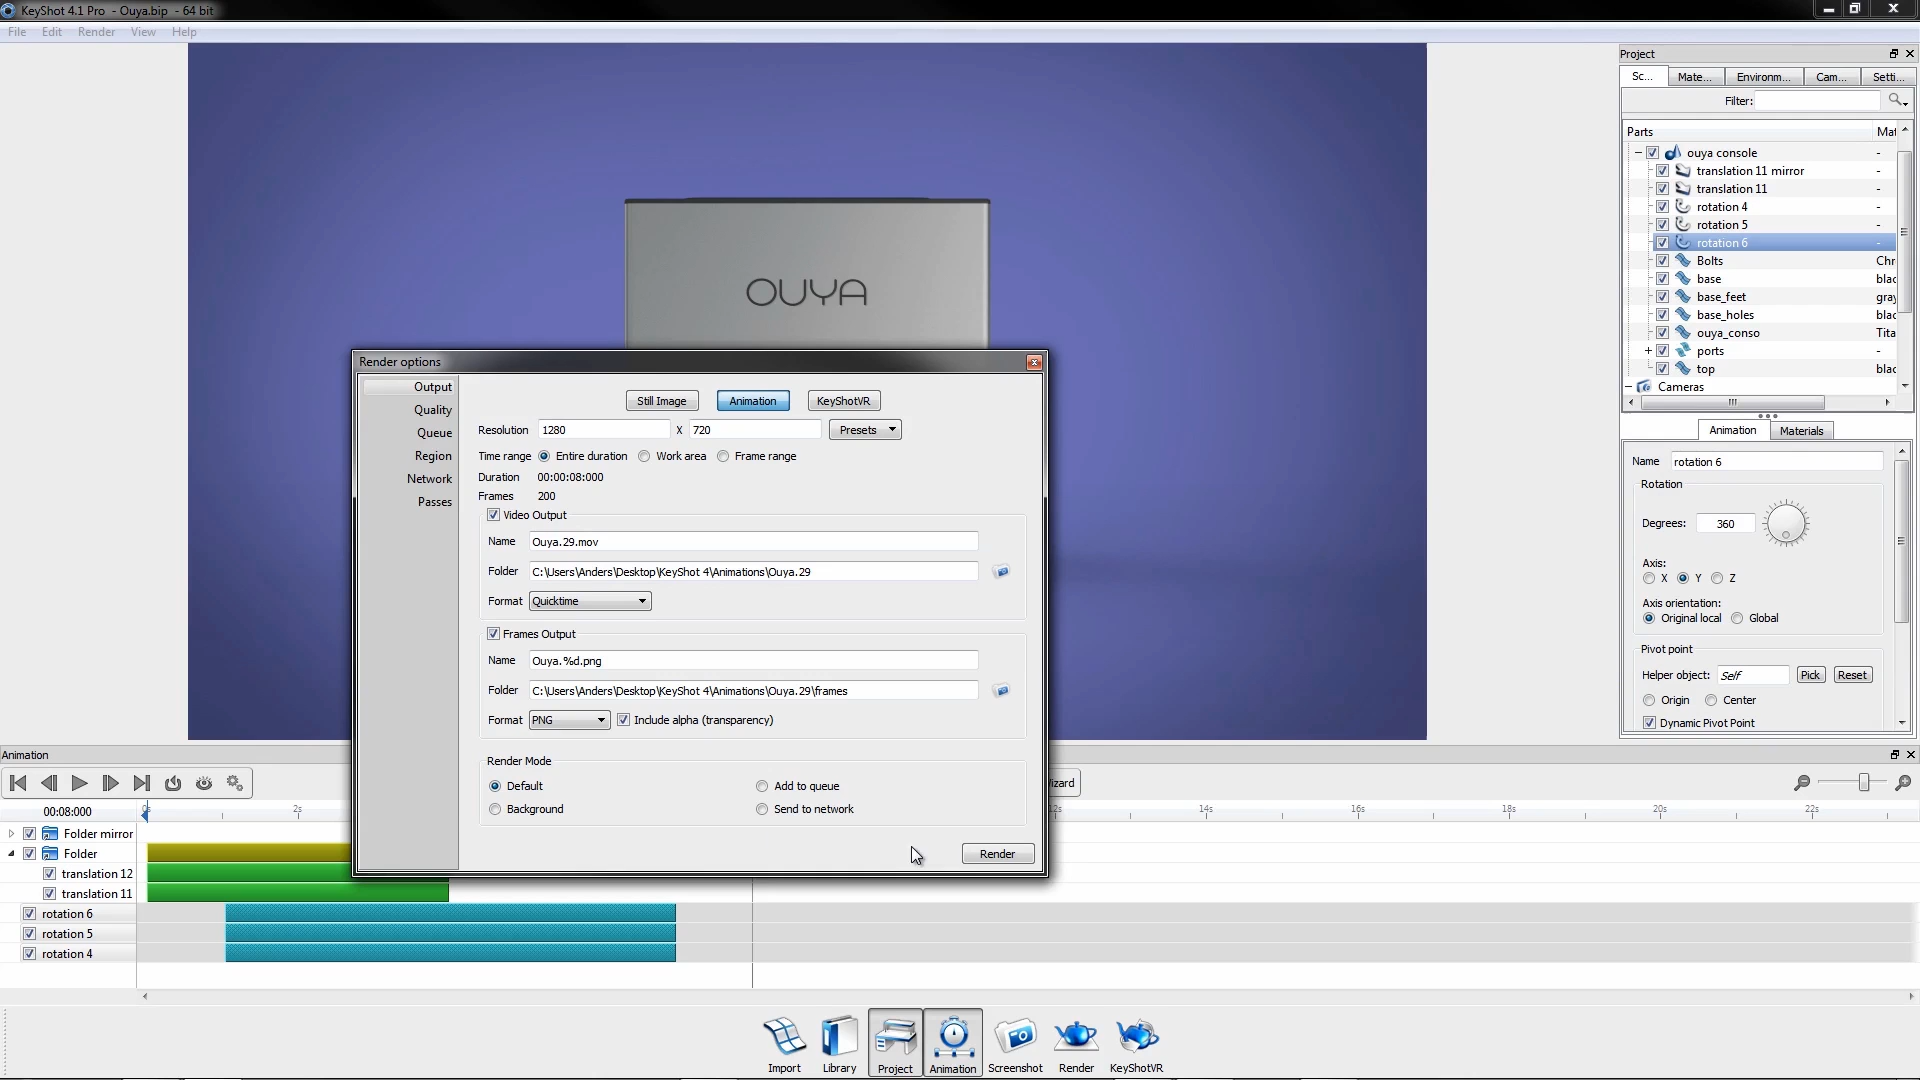 KeyShot 4.1 Pro - Ouya.bip - 64 bit
File Edit Render View Help
Project
Sc... Mate... Environm... Cam... Setti...
Filter:
Parts Mat
ouya console -
translation 11 mirror -
translation 11 -
rotation 4 -
rotation 5 -
rotation 6 -
Bolts Chr
base blac
base_feet gray
base_holes blac
ouya_conso Tita
ports -
top blac
Cameras
OUYA
Render options
Output
Quality
Queue
Region
Network
Passes
Still Image Animation KeyShotVR
Resolution 1280 X 720 Presets
Time range Entire duration Work area Frame range
Duration 00:00:08:000
Frames 200
Video Output
Name Ouya.29.mov
Folder C:\Users\Anders\Desktop\KeyShot 4\Animations\Ouya.29
Format Quicktime
Frames Output
Name Ouya.%d.png
Folder C:\Users\Anders\Desktop\KeyShot 4\Animations\Ouya.29\frames
Format PNG Include alpha (transparency)
Render Mode
Default Add to queue
Background Send to network
Render
Animation Materials
Name rotation 6
Rotation
Degrees: 360
Axis:
X Y Z
Axis orientation:
Original local Global
Pivot point
Helper object: Self Pick Reset
Origin Center
Dynamic Pivot Point
Animation
izard
00:08:000 0s 2s 12s 14s 16s 18s 20s 22s
Folder mirror
Folder
translation 12
translation 11
rotation 6
rotation 5
rotation 4
Import Library Project Animation Screenshot Render KeyShotVR